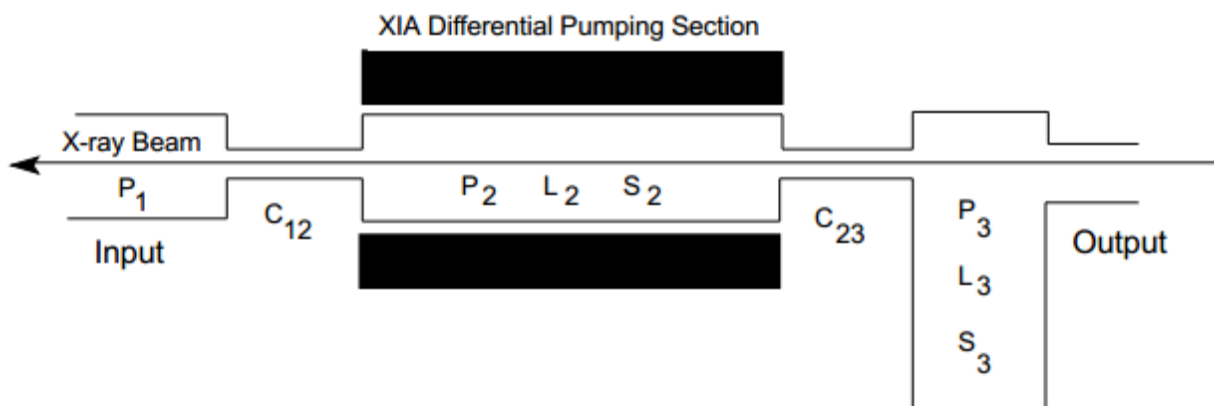 XIA Differential Pumping Section
X-ray Beam
P1
Input
C12
P2 L2 S2
C23
P3
L3
S3
Output